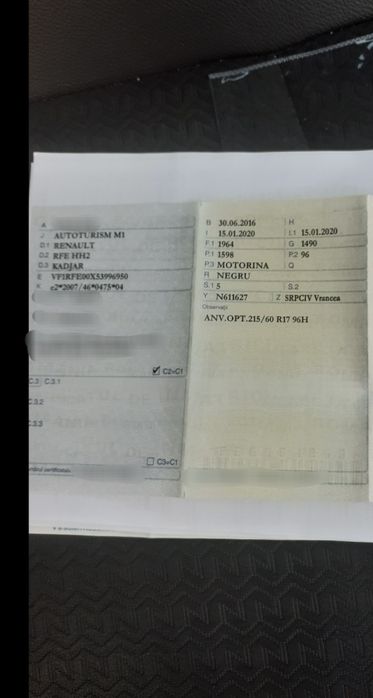 A
J AUTOTURISM M1
D.1 RENAULT
D.2 RFE HH2
D.3 KADJAR
E VF1RFE00X53996950
K e2*2007/46*0475*04
C2=C1
C.3 C.3.1
C.3.2
C.3.3
C3=C1
B 30.06.2016 H
I 15.01.2020 I.1 15.01.2020
F.1 1964 G 1490
P.1 1598 P.2 96
P.3 MOTORINA Q
R NEGRU
S.1 5 S.2
Y N611627 Z SRPCIV Vrancea
Observații
ANV.OPT.215/60 R17 96H